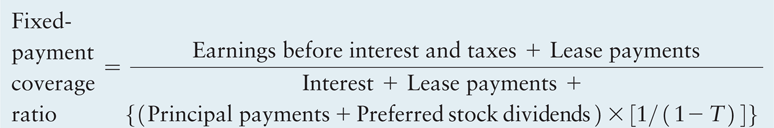 Fixed-
payment
coverage
ratio
=
Earnings before interest and taxes + Lease payments
Interest + Lease payments +
{(Principal payments + Preferred stock dividends) × [1/(1 − T)]}